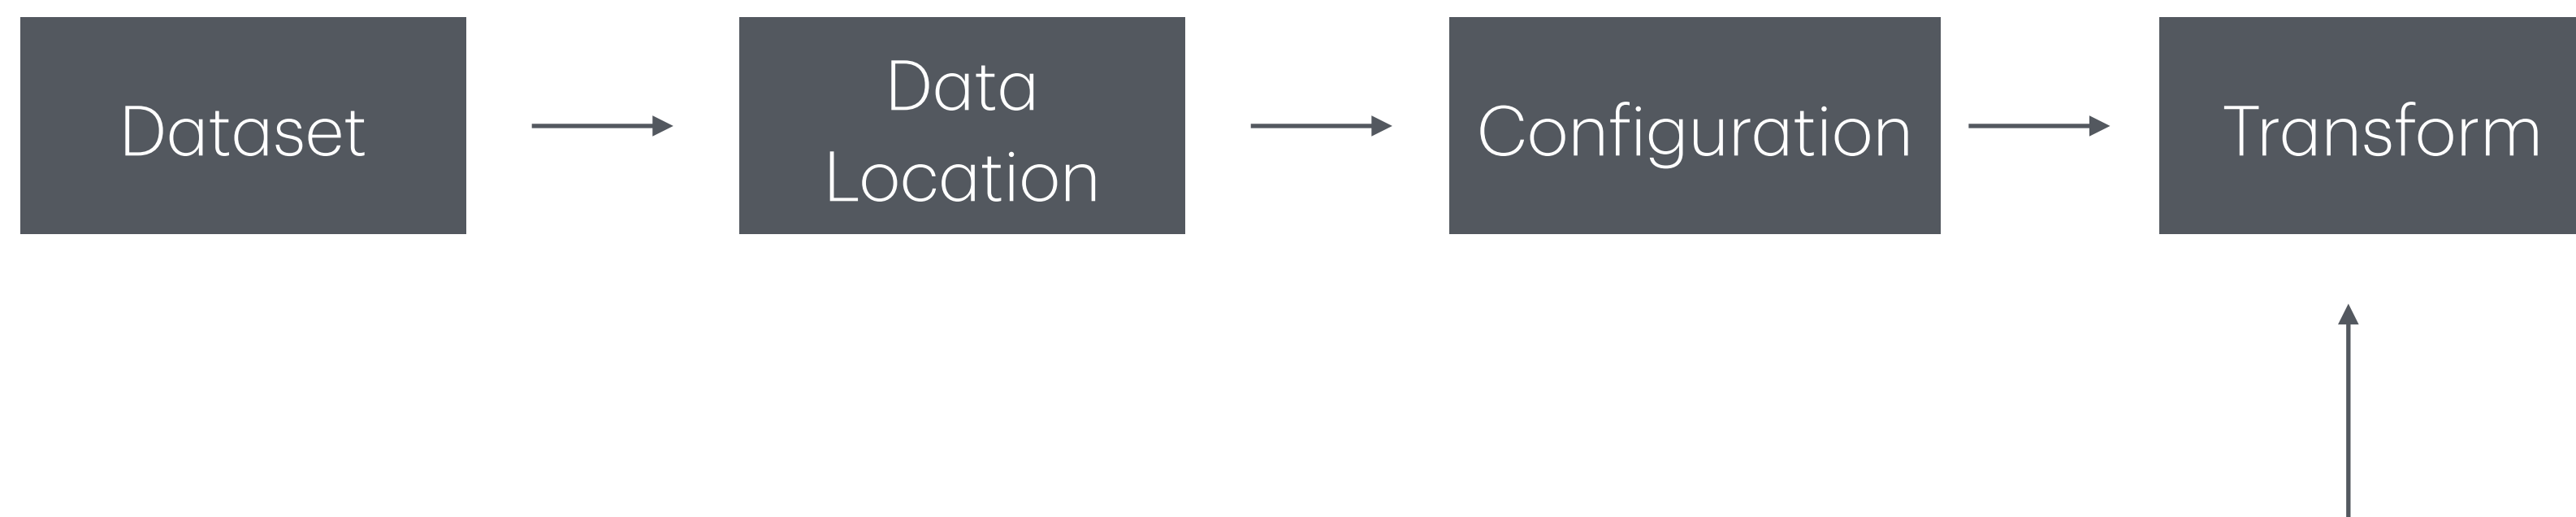 Dataset
Data
Location
Configuration
Transform